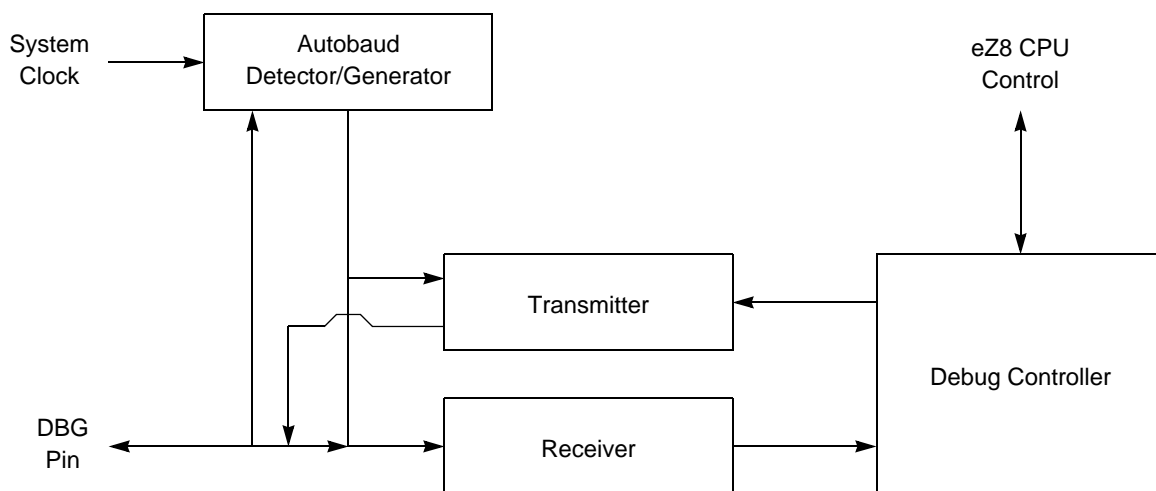 System
Clock
Autobaud
Detector/Generator
eZ8 CPU
Control
Transmitter
Debug Controller
DBG
Pin
Receiver